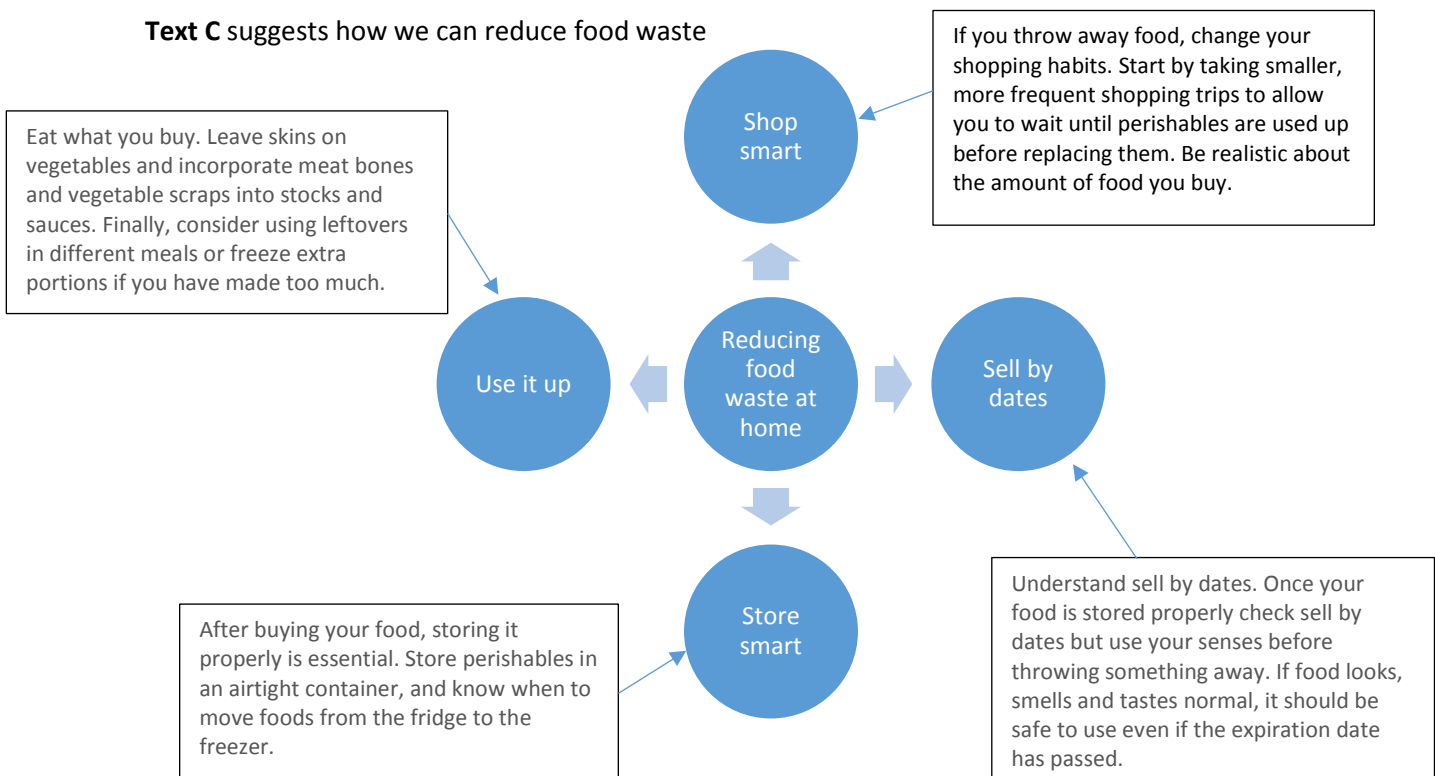 Text C suggests how we can reduce food waste
If you throw away food, change your
shopping habits. Start by taking smaller,
more frequent shopping trips to allow
you to wait until perishables are used up
before replacing them. Be realistic about
the amount of food you buy.
Shop
smart
Eat what you buy. Leave skins on
vegetables and incorporate meat bones
and vegetable scraps into stocks and
sauces. Finally, consider using leftovers
in different meals or freeze extra
portions if you have made too much.
Use it up
Reducing
food
waste at
home
Sell by
dates
Store
smart
After buying your food, storing it
properly is essential. Store perishables in
an airtight container, and know when to
move foods from the fridge to the
freezer.
Understand sell by dates. Once your
food is stored properly check sell by
dates but use your senses before
throwing something away. If food looks,
smells and tastes normal, it should be
safe to use even if the expiration date
has passed.